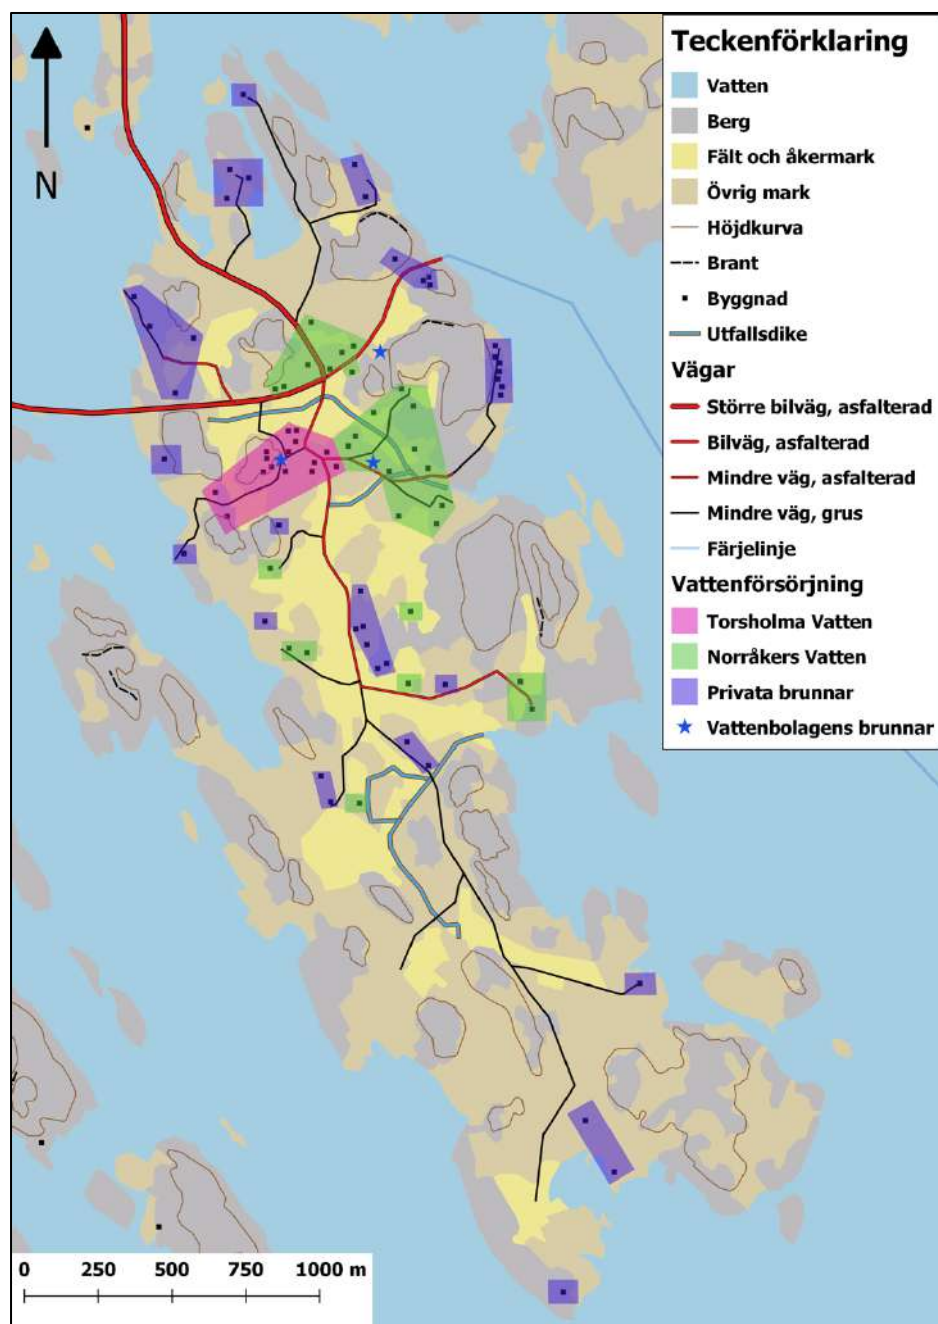 N
Teckenförklaring
Vatten
Berg
Fält och åkermark
Övrig mark
Höjdkurva
Brant
Byggnad
Utfallsdike
Vägar
Större bilväg, asfalterad
Bilväg, asfalterad
Mindre väg, asfalterad
Mindre väg, grus
Färjelinje
Vattenförsörjning
Torsholma Vatten
Norråkers Vatten
Privata brunnar
Vattenbolagens brunnar
0 250 500 750 1000 m